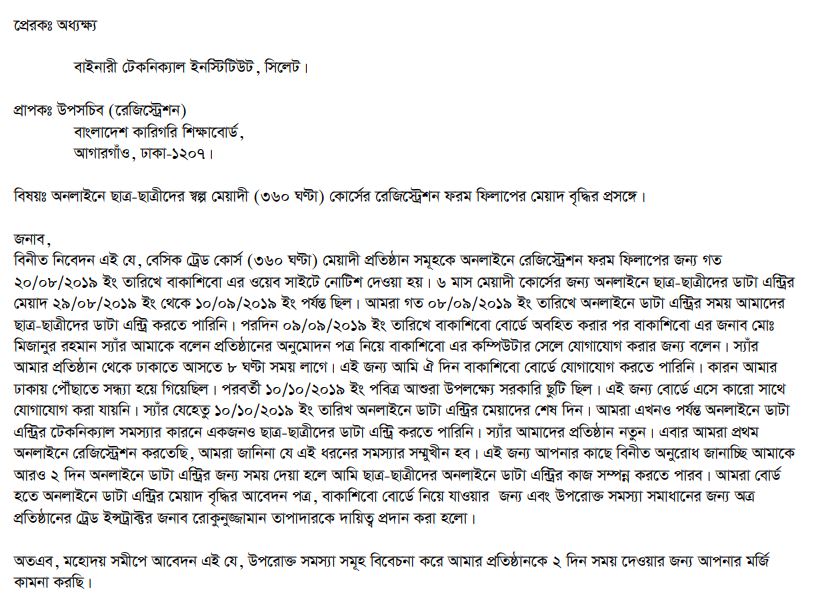 প্রেরকঃ অধ্যক্ষ্য
বাইনারী টেকনিক্যাল ইনস্টিটিউট, সিলেট।
প্রাপকঃ উপসচিব (রেজিস্ট্রেশন)
বাংলাদেশ কারিগরি শিক্ষাবোর্ড,
আগারগাঁও, ঢাকা-১২০৭।
বিষয়ঃ অনলাইনে ছাত্র-ছাত্রীদের স্বল্প মেয়াদী (৩৬০ ঘণ্টা) কোর্সের রেজিস্ট্রেশন ফরম ফিলাপের মেয়াদ বৃদ্ধির প্রসঙ্গে।
জনাব,
বিনীত নিবেদন এই যে, বেসিক ট্রেড কোর্স (৩৬০ ঘণ্টা) মেয়াদী প্রতিষ্ঠান সমূহকে অনলাইনে রেজিস্ট্রেশন ফরম ফিলাপের জন্য গত
২০/০৮/২০১৯ ইং তারিখে বাকাশিবো এর ওয়েব সাইটে নোটিশ দেওয়া হয়। ৬ মাস মেয়াদী কোর্সের জন্য অনলাইনে ছাত্র-ছাত্রীদের ডাটা এন্ট্রির
মেয়াদ ২৯/০৮/২০১৯ ইং থেকে ১০/০৯/২০১৯ ইং পর্যন্ত ছিল। আমরা গত ০৮/০৯/২০১৯ ইং তারিখে অনলাইনে ডাটা এন্ট্রির সময় আমাদের
ছাত্র-ছাত্রীদের ডাটা এন্ট্রি করতে পারিনি। পরদিন ০৯/০৯/২০১৯ ইং তারিখে বাকাশিবো বোর্ডে অবহিত করার পর বাকাশিবো এর জনাব মোঃ
মিজানুর রহমান স্যাঁর আমাকে বলেন প্রতিষ্ঠানের অনুমোদন পত্র নিয়ে বাকাশিবো এর কম্পিউটার সেলে যোগাযোগ করার জন্য বলেন। স্যাঁর
আমার প্রতিষ্ঠান থেকে ঢাকাতে আসতে ৮ ঘণ্টা সময় লাগে। এই জন্য আমি ঐ দিন বাকাশিবো বোর্ডে যোগাযোগ করতে পারিনি। কারন আমার
ঢাকায় পৌঁছাতে সন্ধ্যা হয়ে গিয়েছিল। পরবর্তী ১০/১০/২০১৯ ইং পবিত্র আশুরা উপলক্ষ্যে সরকারি ছুটি ছিল। এই জন্য বোর্ডে এসে কারো সাথে
যোগাযোগ করা যায়নি। স্যাঁর যেহেতু ১০/১০/২০১৯ ইং তারিখ অনলাইনে ডাটা এন্ট্রির মেয়াদের শেষ দিন। আমরা এখনও পর্যন্ত অনলাইনে ডাটা
এন্ট্রির টেকনিক্যাল সমস্যার কারনে একজনও ছাত্র-ছাত্রীদের ডাটা এন্ট্রি করতে পারিনি। স্যাঁর আমাদের প্রতিষ্ঠান নতুন। এবার আমরা প্রথম
অনলাইনে রেজিস্ট্রেশন করতেছি, আমরা জানিনা যে এই ধরনের সমস্যার সম্মুখীন হব। এই জন্য আপনার কাছে বিনীত অনুরোধ জানাচ্ছি আমাকে
আরও ২ দিন অনলাইনে ডাটা এন্ট্রির জন্য সময় দেয়া হলে আমি ছাত্র-ছাত্রীদের অনলাইনে ডাটা এন্ট্রির কাজ সম্পন্ন করতে পারব। আমরা বোর্ড
হতে অনলাইনে ডাটা এন্ট্রির মেয়াদ বৃদ্ধির আবেদন পত্র, বাকাশিবো বোর্ডে নিয়ে যাওয়ার জন্য এবং উপরোক্ত সমস্যা সমাধানের জন্য অত্র
প্রতিষ্ঠানের ট্রেড ইন্সট্রাক্টর জনাব রোকুনুজ্জামান তাপাদারকে দায়িত্ব প্রদান করা হলো।
অতএব, মহোদয় সমীপে আবেদন এই যে, উপরোক্ত সমস্যা সমূহ বিবেচনা করে আমার প্রতিষ্ঠানকে ২ দিন সময় দেওয়ার জন্য আপনার মর্জি
কামনা করছি।